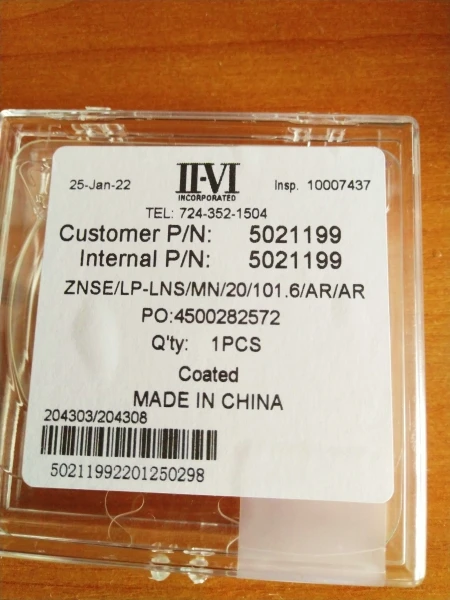 25-Jan-22
II-VI
INCORPORATED
Insp. 10007437
TEL: 724-352-1504
Customer P/N: 5021199
Internal P/N: 5021199
ZNSE/LP-LNS/MN/20/101.6/AR/AR
PO:4500282572
Q'ty: 1PCS
Coated
MADE IN CHINA
204303/204308
50211992201250298